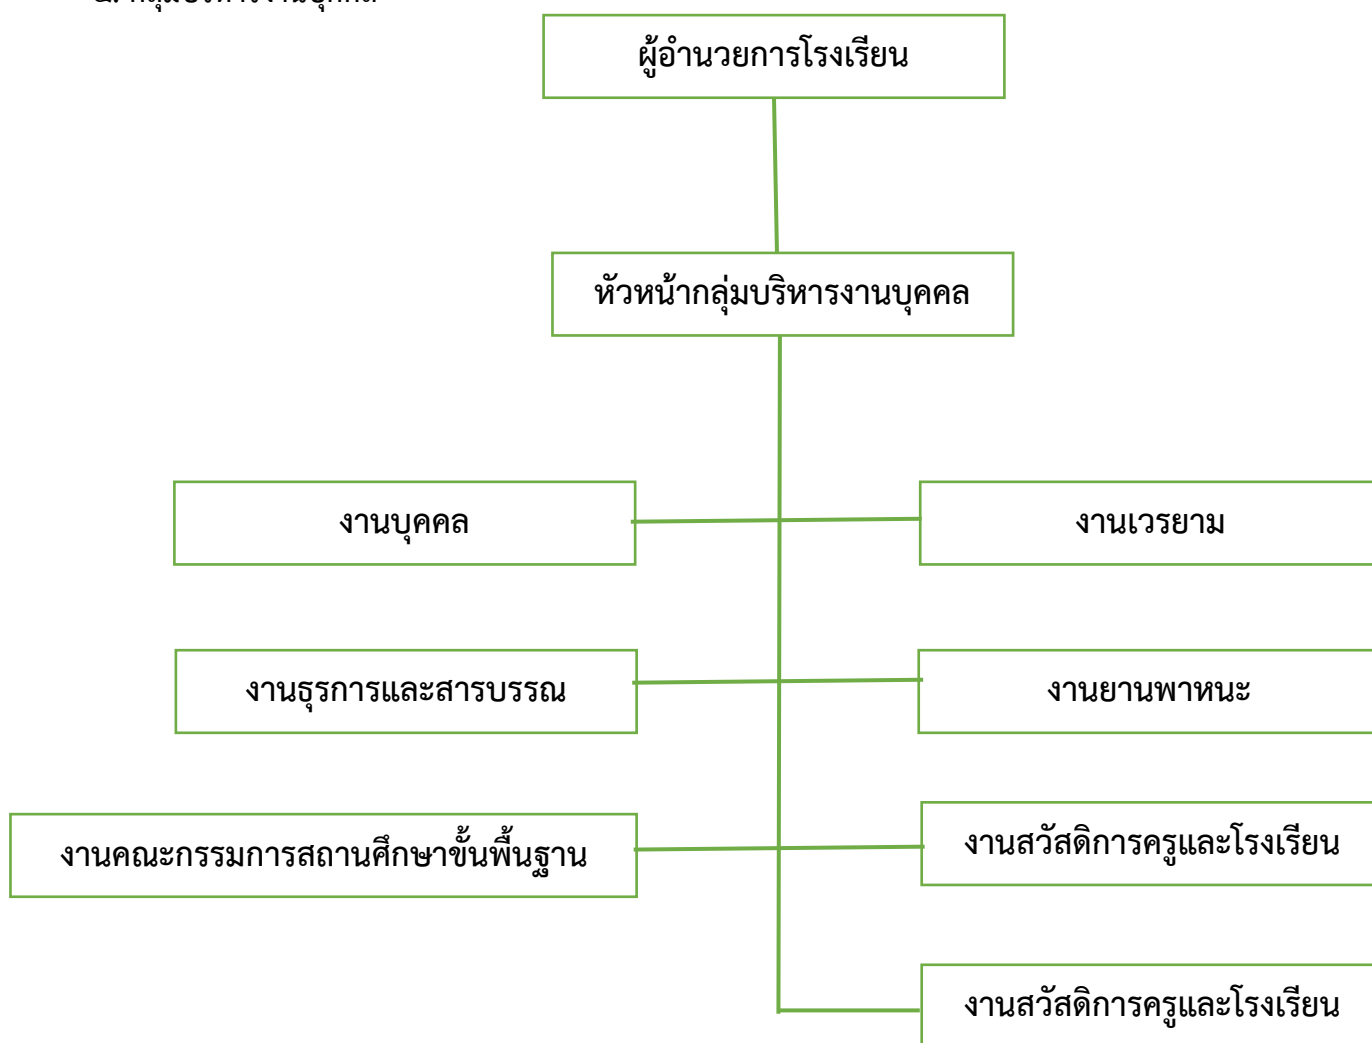 ผู้อำนวยการโรงเรียน
หัวหน้ากลุ่มบริหารงานบุคคล
งานบุคคล
งานเวรยาม
งานธุรการและสารบรรณ
งานยานพาหนะ
งานคณะกรรมการสถานศึกษาขั้นพื้นฐาน
งานสวัสดิการครูและโรงเรียน
งานสวัสดิการครูและโรงเรียน